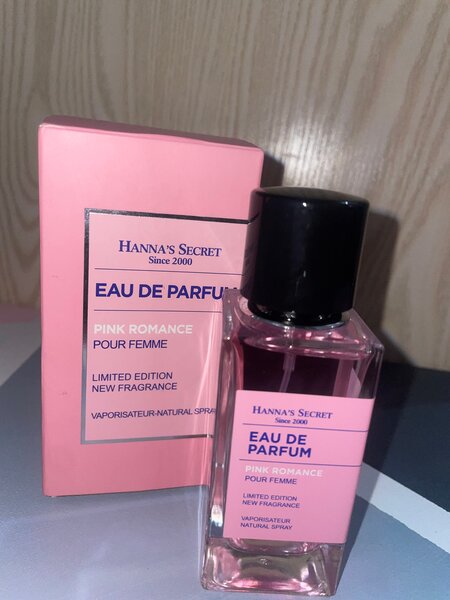 HANNA'S SECRET
Since 2000
EAU DE PARFUM
PINK ROMANCE
POUR FEMME
LIMITED EDITION
NEW FRAGRANCE
VAPORISATEUR-NATURAL SPRAY
HANNA'S SECRET
Since 2000
EAU DE
PARFUM
PINK ROMANCE
POUR FEMME
LIMITED EDITION
NEW FRAGRANCE
VAPORISATEUR
NATURAL SPRAY